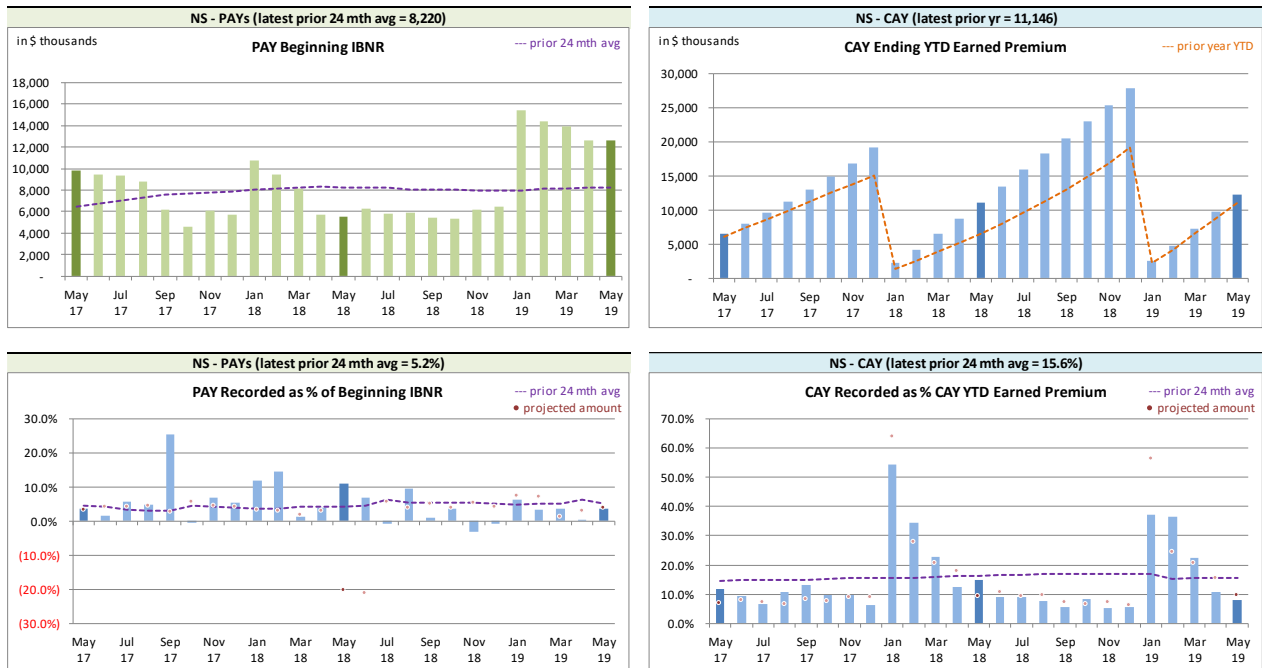 NS - PAYs (latest prior 24 mth avg = 8,220)
in $ thousands
PAY Beginning IBNR
--- prior 24 mth avg
18,000
16,000
14,000
12,000
10,000
8,000
6,000
4,000
2,000
-
May Jul Sep Nov Jan Mar May Jul Sep Nov Jan Mar May
17 17 17 17 18 18 18 18 18 18 19 19 19
NS - CAY (latest prior yr = 11,146)
in $ thousands
CAY Ending YTD Earned Premium
--- prior year YTD
30,000
25,000
20,000
15,000
10,000
5,000
-
May Jul Sep Nov Jan Mar May Jul Sep Nov Jan Mar May
17 17 17 17 18 18 18 18 18 18 19 19 19
NS - PAYs (latest prior 24 mth avg = 5.2%)
PAY Recorded as % of Beginning IBNR
--- prior 24 mth avg
• projected amount
30.0%
20.0%
10.0%
0.0%
(10.0%)
(20.0%)
(30.0%)
May Jul Sep Nov Jan Mar May Jul Sep Nov Jan Mar May
17 17 17 17 18 18 18 18 18 18 19 19 19
NS - CAY (latest prior 24 mth avg = 15.6%)
CAY Recorded as % CAY YTD Earned Premium
--- prior 24 mth avg
• projected amount
70.0%
60.0%
50.0%
40.0%
30.0%
20.0%
10.0%
0.0%
May Jul Sep Nov Jan Mar May Jul Sep Nov Jan Mar May
17 17 17 17 18 18 18 18 18 18 19 19 19